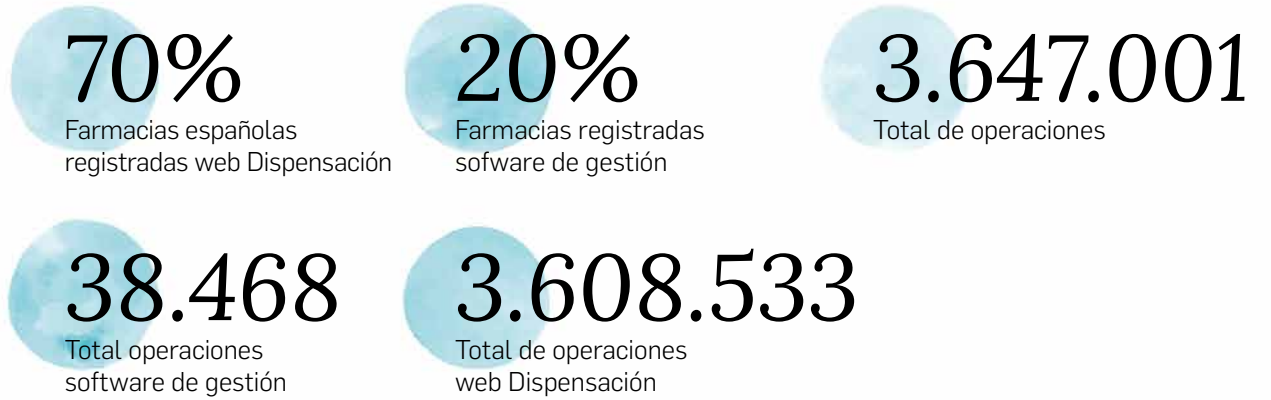 70%
Farmacias españolas
registradas web Dispensación
20%
Farmacias registradas
sofware de gestión
3.647.001
Total de operaciones
38.468
Total operaciones
software de gestión
3.608.533
Total de operaciones
web Dispensación